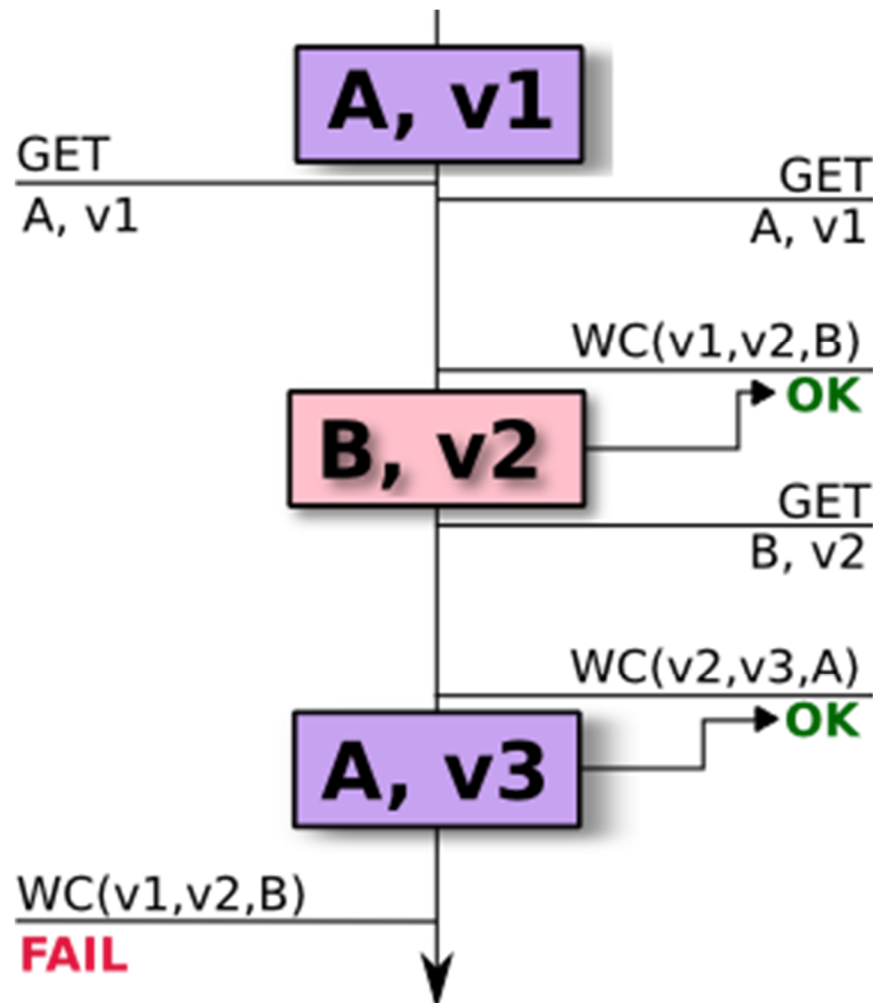 A, v1
GET
A, v1
GET
A, v1
WC(v1,v2,B)
OK
B, v2
GET
B, v2
WC(v2,v3,A)
OK
A, v3
WC(v1,v2,B)
FAIL